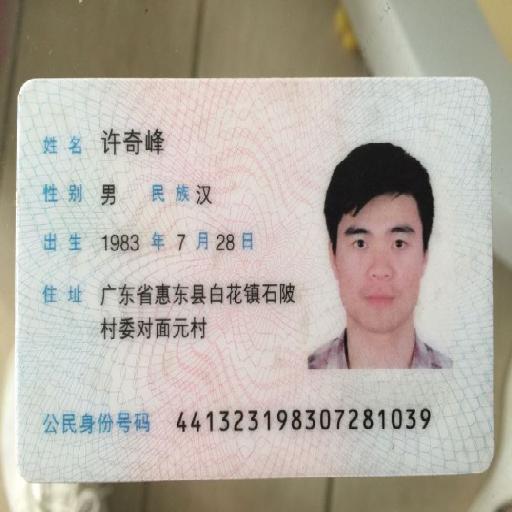 姓名 许奇峰
性别 男 民族 汉
出生 1983 年 7 月 28 日
住址 广东省惠东县白花镇石陂
村委对面元村
公民身份号码 441323198307281039